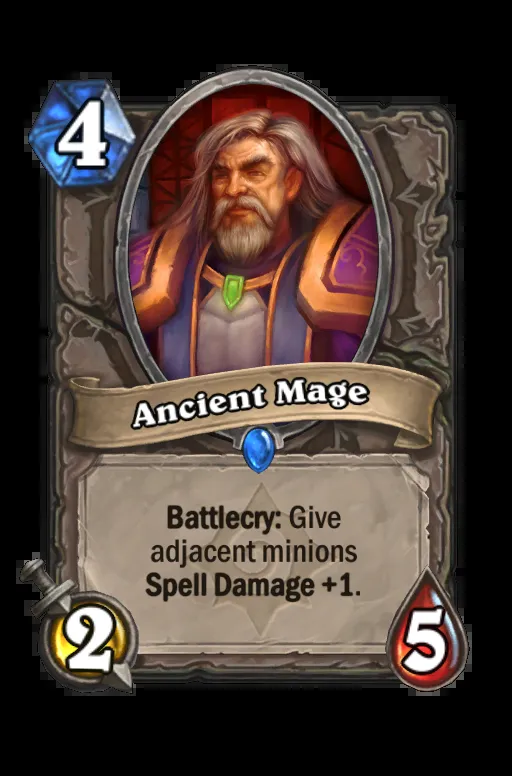 4
Ancient Mage
Battlecry: Give
adjacent minions
Spell Damage +1.
2
5